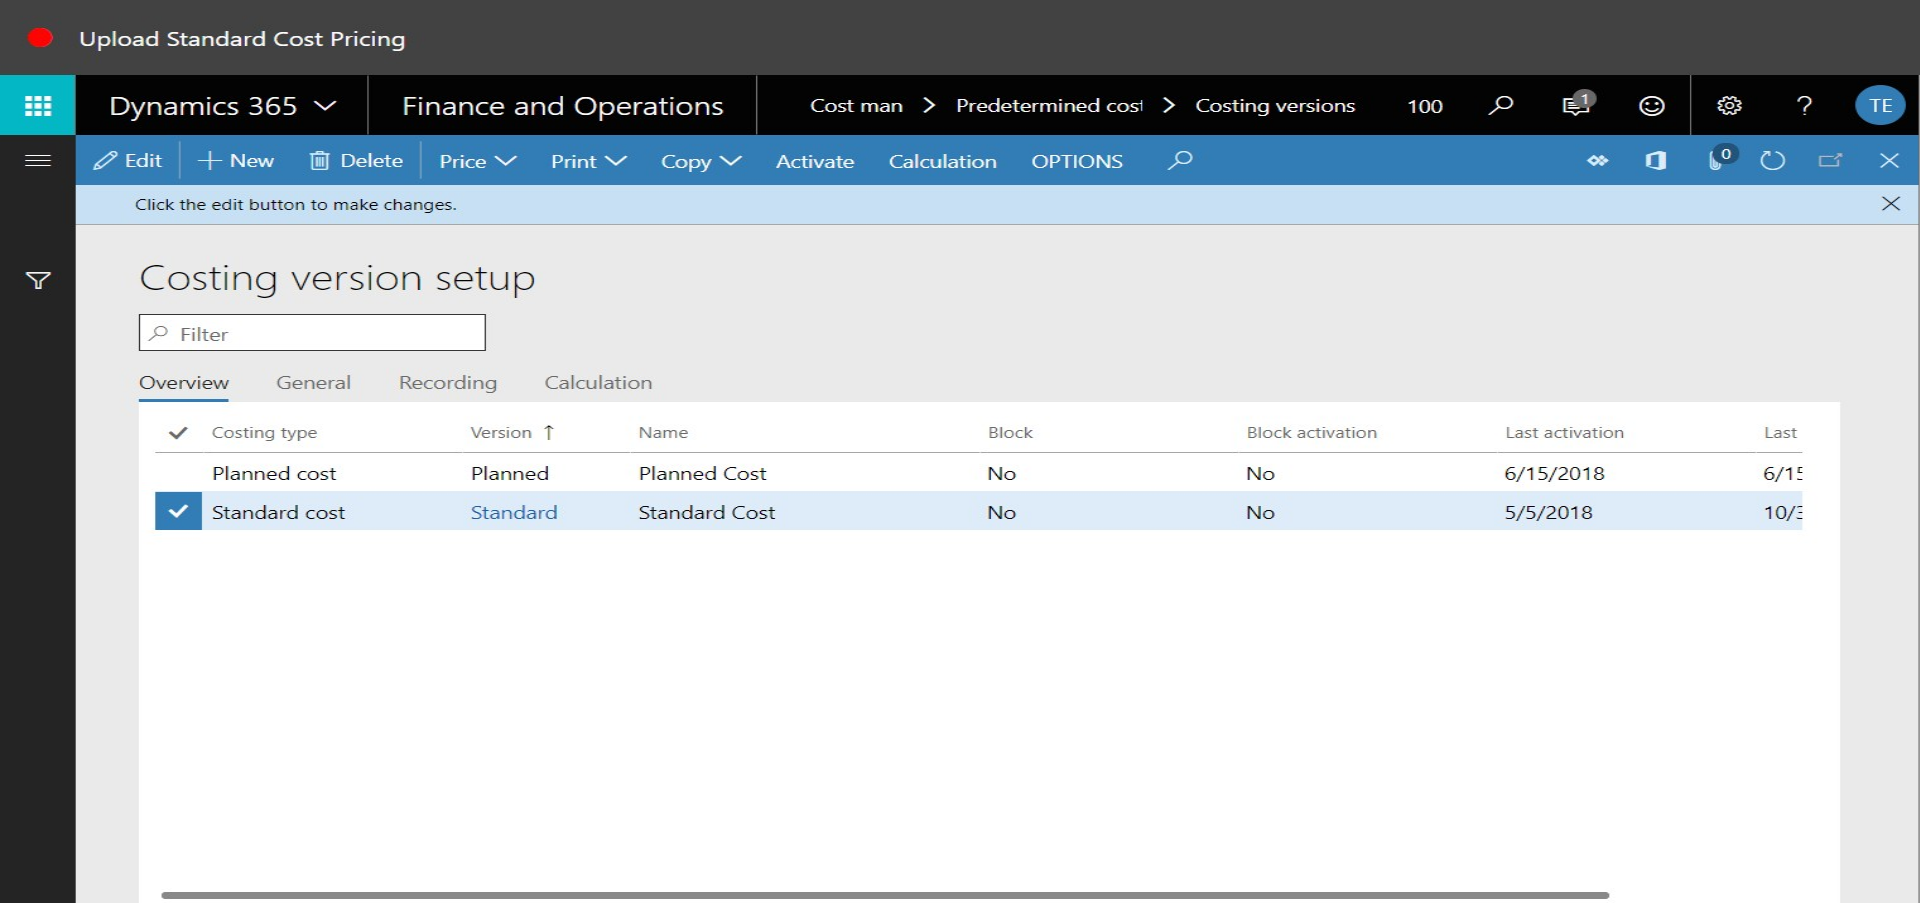 Upload Standard Cost Pricing
Dynamics 365 Finance and Operations Cost man > Predetermined cost > Costing versions 100 1 ? TE
Edit New Delete Price Print Copy Activate Calculation OPTIONS 0
Click the edit button to make changes.
Costing version setup
Filter
Overview General Recording Calculation
Costing type Version ↑ Name Block Block activation Last activation Last
Planned cost Planned Planned Cost No No 6/15/2018 6/15
Standard cost Standard Standard Cost No No 5/5/2018 10/3